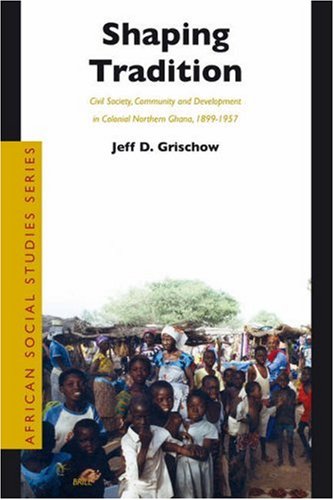 Shaping
Tradition
Civil Society, Community and Development
in Colonial Northern Ghana, 1899-1957
Jeff D. Grischow
AFRICAN SOCIAL STUDIES SERIES
BRILL